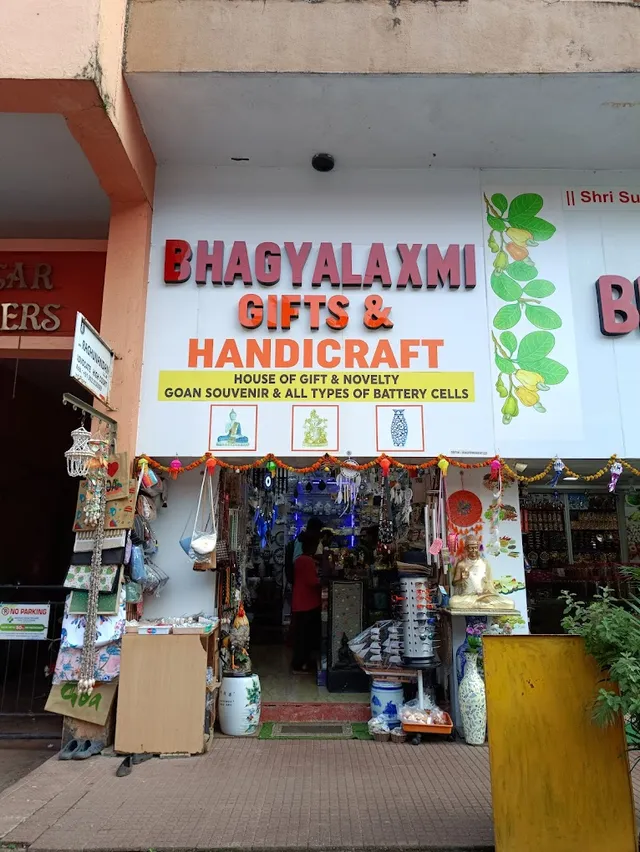 BHAGYALAXMI
GIFTS &
HANDICRAFT
HOUSE OF GIFT & NOVELTY
GOAN SOUVENIR & ALL TYPES OF BATTERY CELLS
|| Shri Su
B
GAR
ERS
NO PARKING
Goa